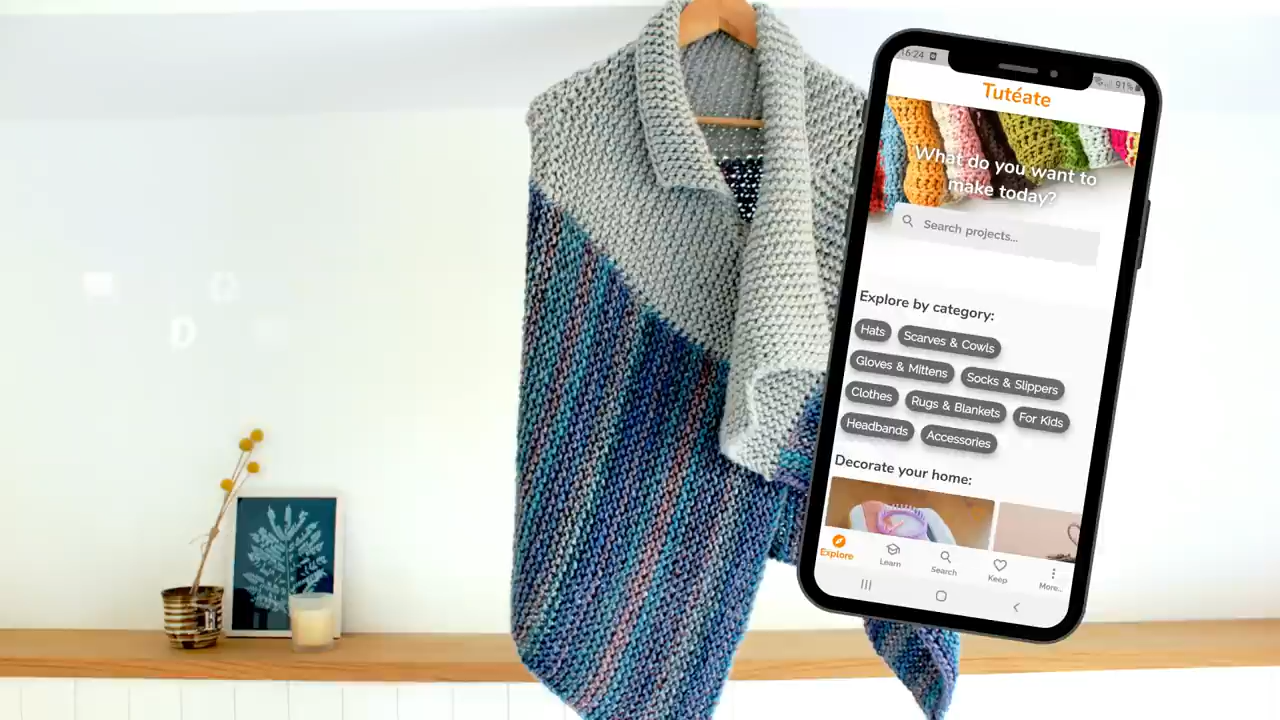 D
16:24
91%
Tutéate
What do you want to
make today?
Search projects...
Explore by category:
Hats
Scarves & Cowls
Gloves & Mittens
Socks & Slippers
Clothes
Rugs & Blankets
For Kids
Headbands
Accessories
Decorate your home:
Explore
Learn
Search
Keep
More...